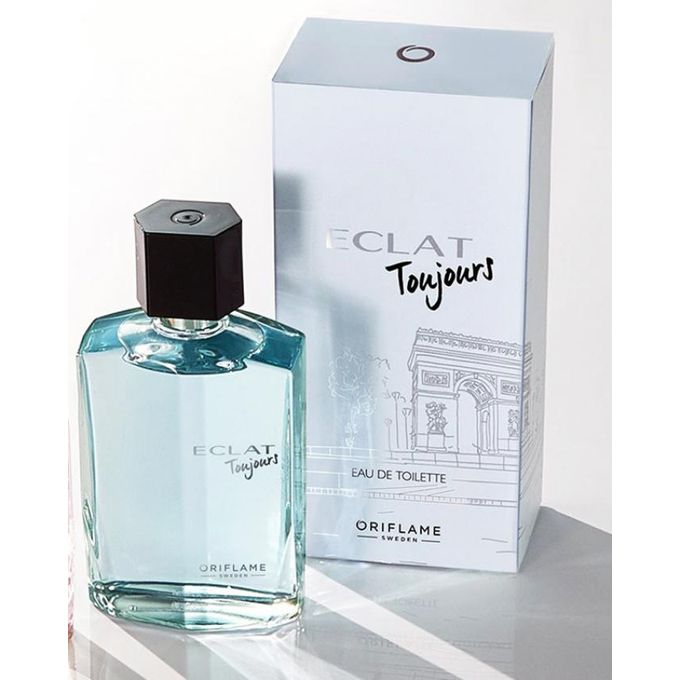 ECLAT
Toujours
EAU DE TOILETTE
ORIFLAME
SWEDEN
ECLAT
Toujours
ORIFLAME
SWEDEN